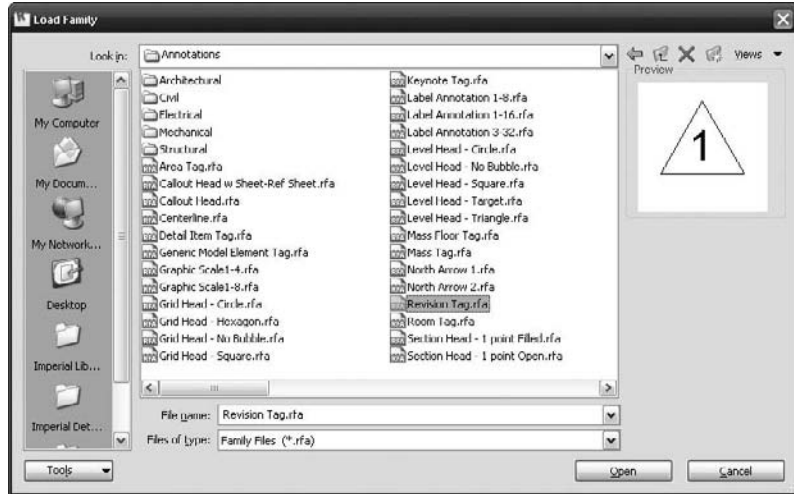 Load Family
Look in: Annotations
Views
Preview
1
My Computer
My Docum...
My Network...
Desktop
Imperial Lib...
Imperial Det...
Architectural
Civil
Electrical
Mechanical
Structural
Area Tag.rfa
Callout Head w Sheet-Ref Sheet.rfa
Callout Head.rfa
Centerline.rfa
Detail Item Tag.rfa
Generic Model Element Tag.rfa
Graphic Scale1-4.rfa
Graphic Scale1-8.rfa
Grid Head - Circle.rfa
Grid Head - Hexagon.rfa
Grid Head - No Bubble.rfa
Grid Head - Square.rfa
Keynote Tag.rfa
Label Annotation 1-8.rfa
Label Annotation 1-16.rfa
Label Annotation 3-32.rfa
Level Head - Circle.rfa
Level Head - No Bubble.rfa
Level Head - Square.rfa
Level Head - Target.rfa
Level Head - Triangle.rfa
Mass Floor Tag.rfa
Mass Tag.rfa
North Arrow 1.rfa
North Arrow 2.rfa
Revision Tag.rfa
Room Tag.rfa
Section Head - 1 point Filled.rfa
Section Head - 1 point Open.rfa
File name: Revision Tag.rfa
Files of type: Family Files (*.rfa)
Tools
Open
Cancel